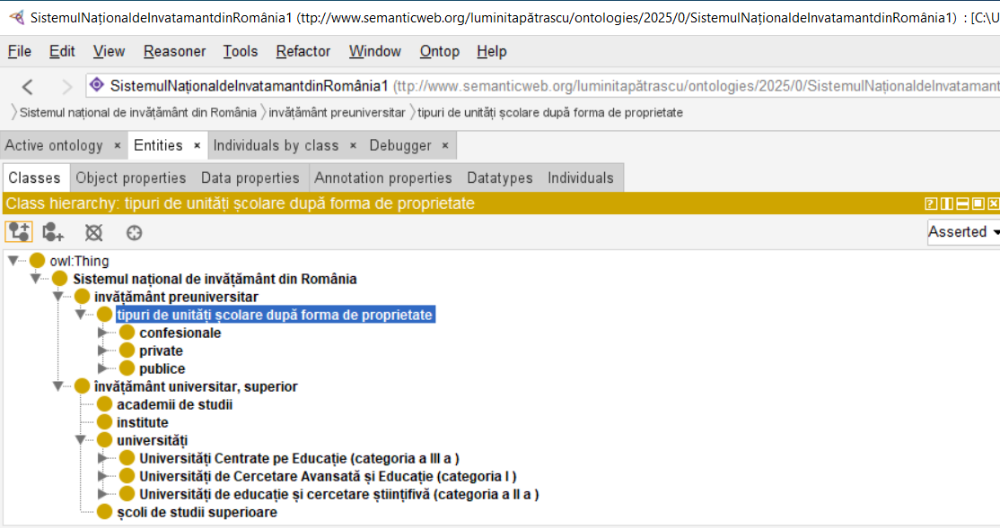 SistemulNaționaldeInvatamantdinRomânia1 (ttp://www.semanticweb.org/luminitapătrascu/ontologies/2025/0/SistemulNaționaldeInvatamantdinRomânia1) : [C:\U
File Edit View Reasoner Tools Refactor Window Ontop Help
SistemulNaționaldeInvatamantdinRomânia1 (ttp://www.semanticweb.org/luminitapătrascu/ontologies/2025/0/SistemulNaționaldeInvatamant
Sistemul național de invățământ din România invățământ preuniversitar tipuri de unități școlare după forma de proprietate
Active ontology × Entities × Individuals by class × Debugger ×
Classes Object properties Data properties Annotation properties Datatypes Individuals
Class hierarchy: tipuri de unități școlare după forma de proprietate
Asserted
owl:Thing
Sistemul național de invățământ din România
invățământ preuniversitar
tipuri de unități școlare după forma de proprietate
confesionale
private
publice
învățământ universitar, superior
academii de studii
institute
universități
Universități Centrate pe Educație (categoria a III a )
Universități de Cercetare Avansată și Educație (categoria I )
Universități de educație și cercetare științifivă (categoria a II a )
școli de studii superioare